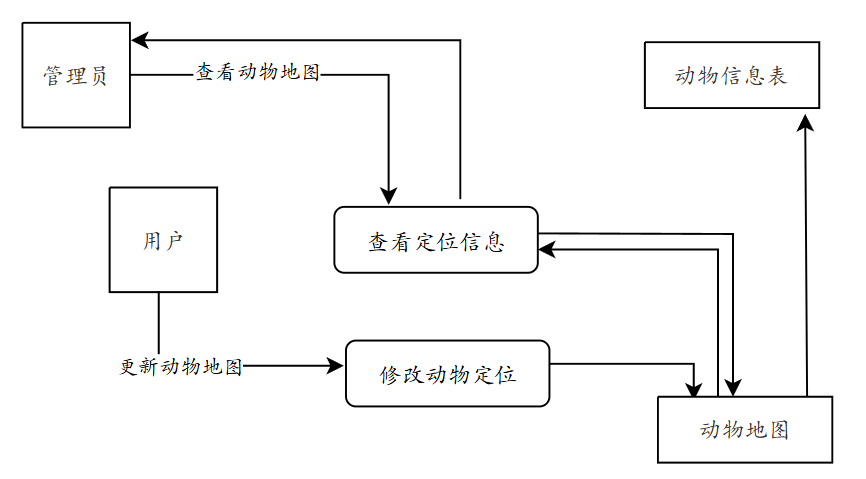 管理员
查看动物地图
动物信息表
用户
查看定位信息
更新动物地图
修改动物定位
动物地图